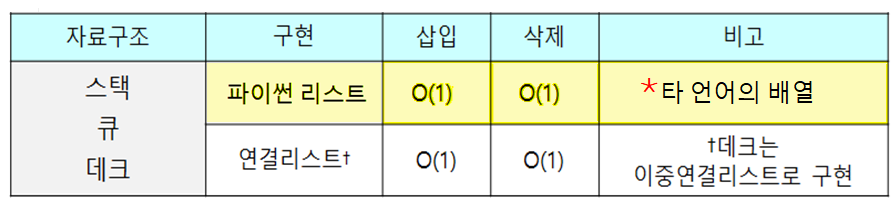 자료구조 구현 삽입 삭제 비고
스택
큐
데크
파이썬 리스트 O(1) O(1) *타 언어의 배열
연결리스트† O(1) O(1) †데크는
이중연결리스트로 구현